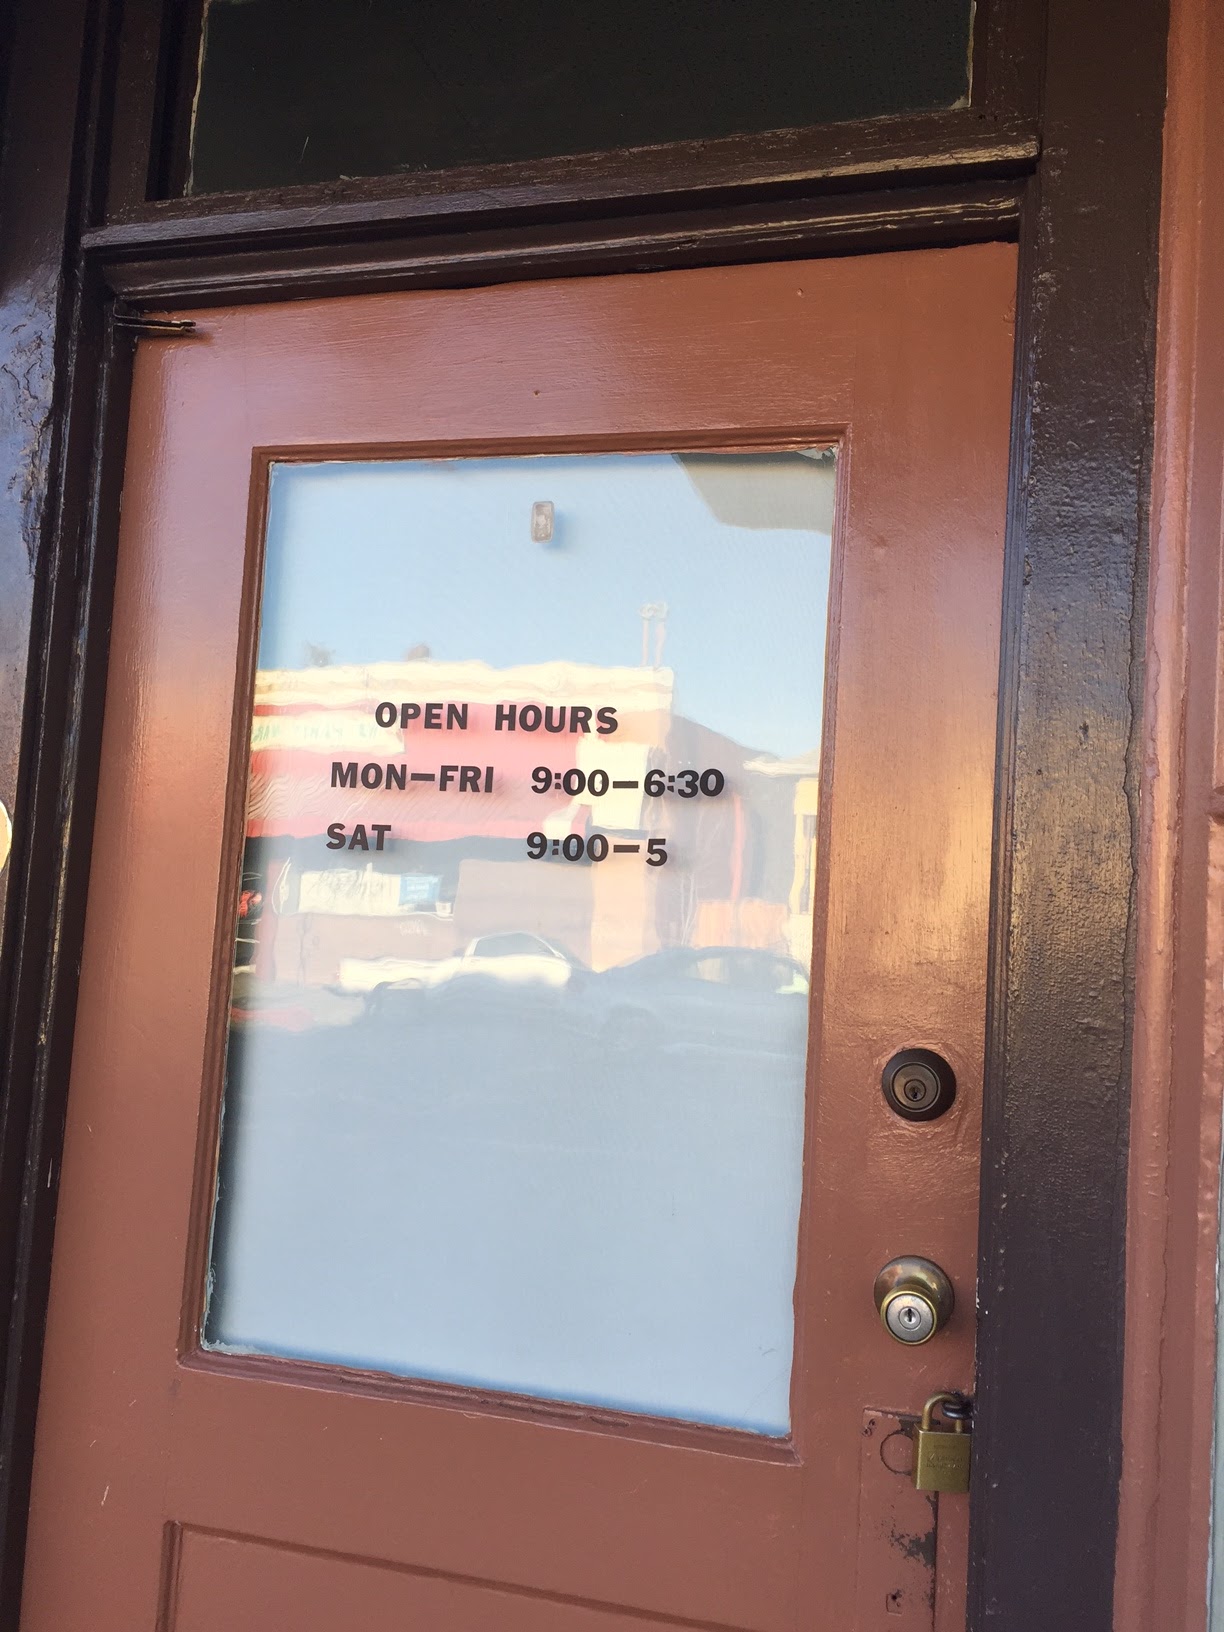 OPEN HOURS
MON-FRI 9:00-6:30
SAT 9:00-5